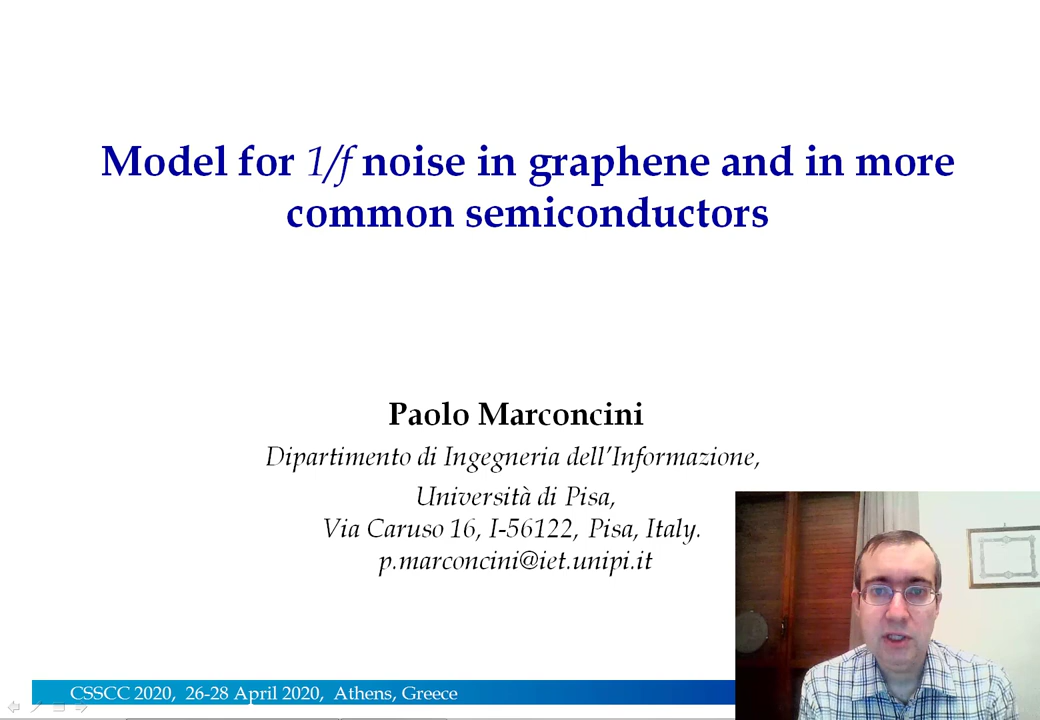 Model for 1/f noise in graphene and in more
common semiconductors
Paolo Marconcini
Dipartimento di Ingegneria dell'Informazione,
Università di Pisa,
Via Caruso 16, I-56122, Pisa, Italy.
p.marconcini@iet.unipi.it
CSSCC 2020, 26-28 April 2020, Athens, Greece